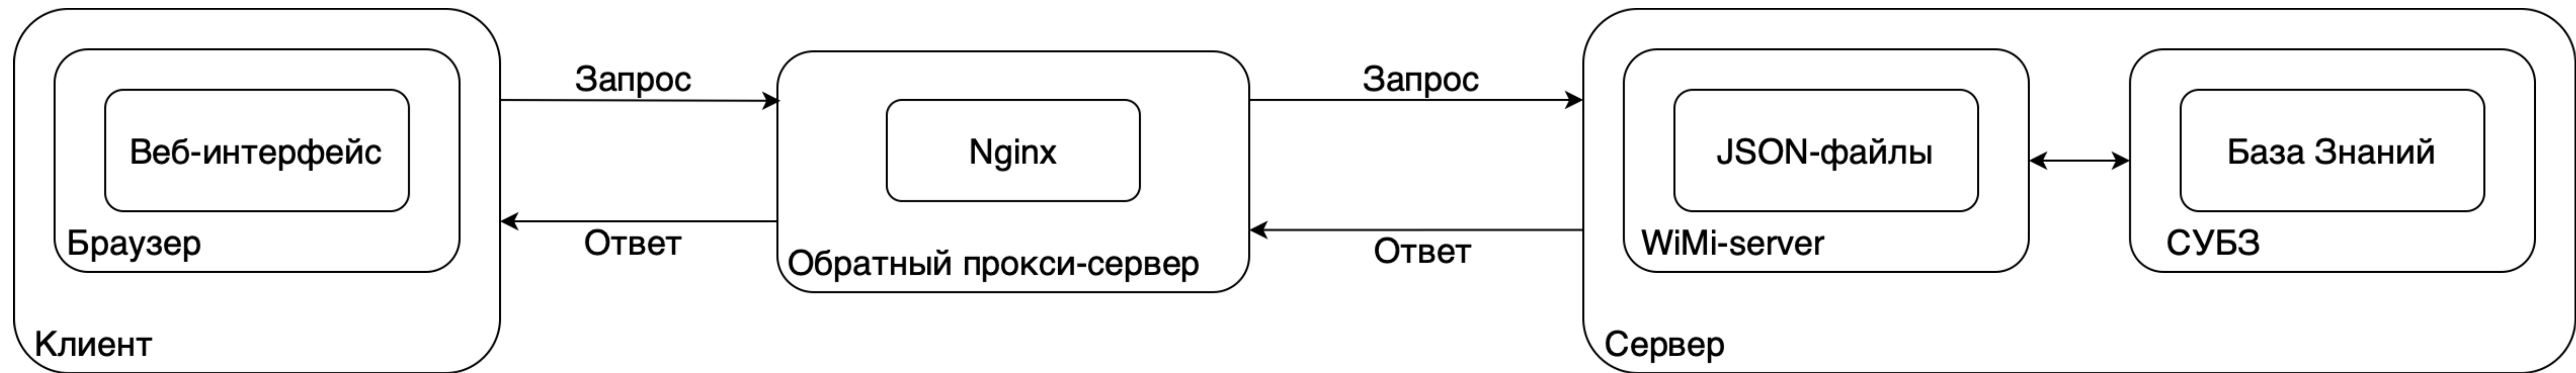 Веб-интерфейс
Браузер
Клиент
Запрос
Ответ
Nginx
Обратный прокси-сервер
Запрос
Ответ
JSON-файлы
WiMi-server
База Знаний
СУБЗ
Сервер